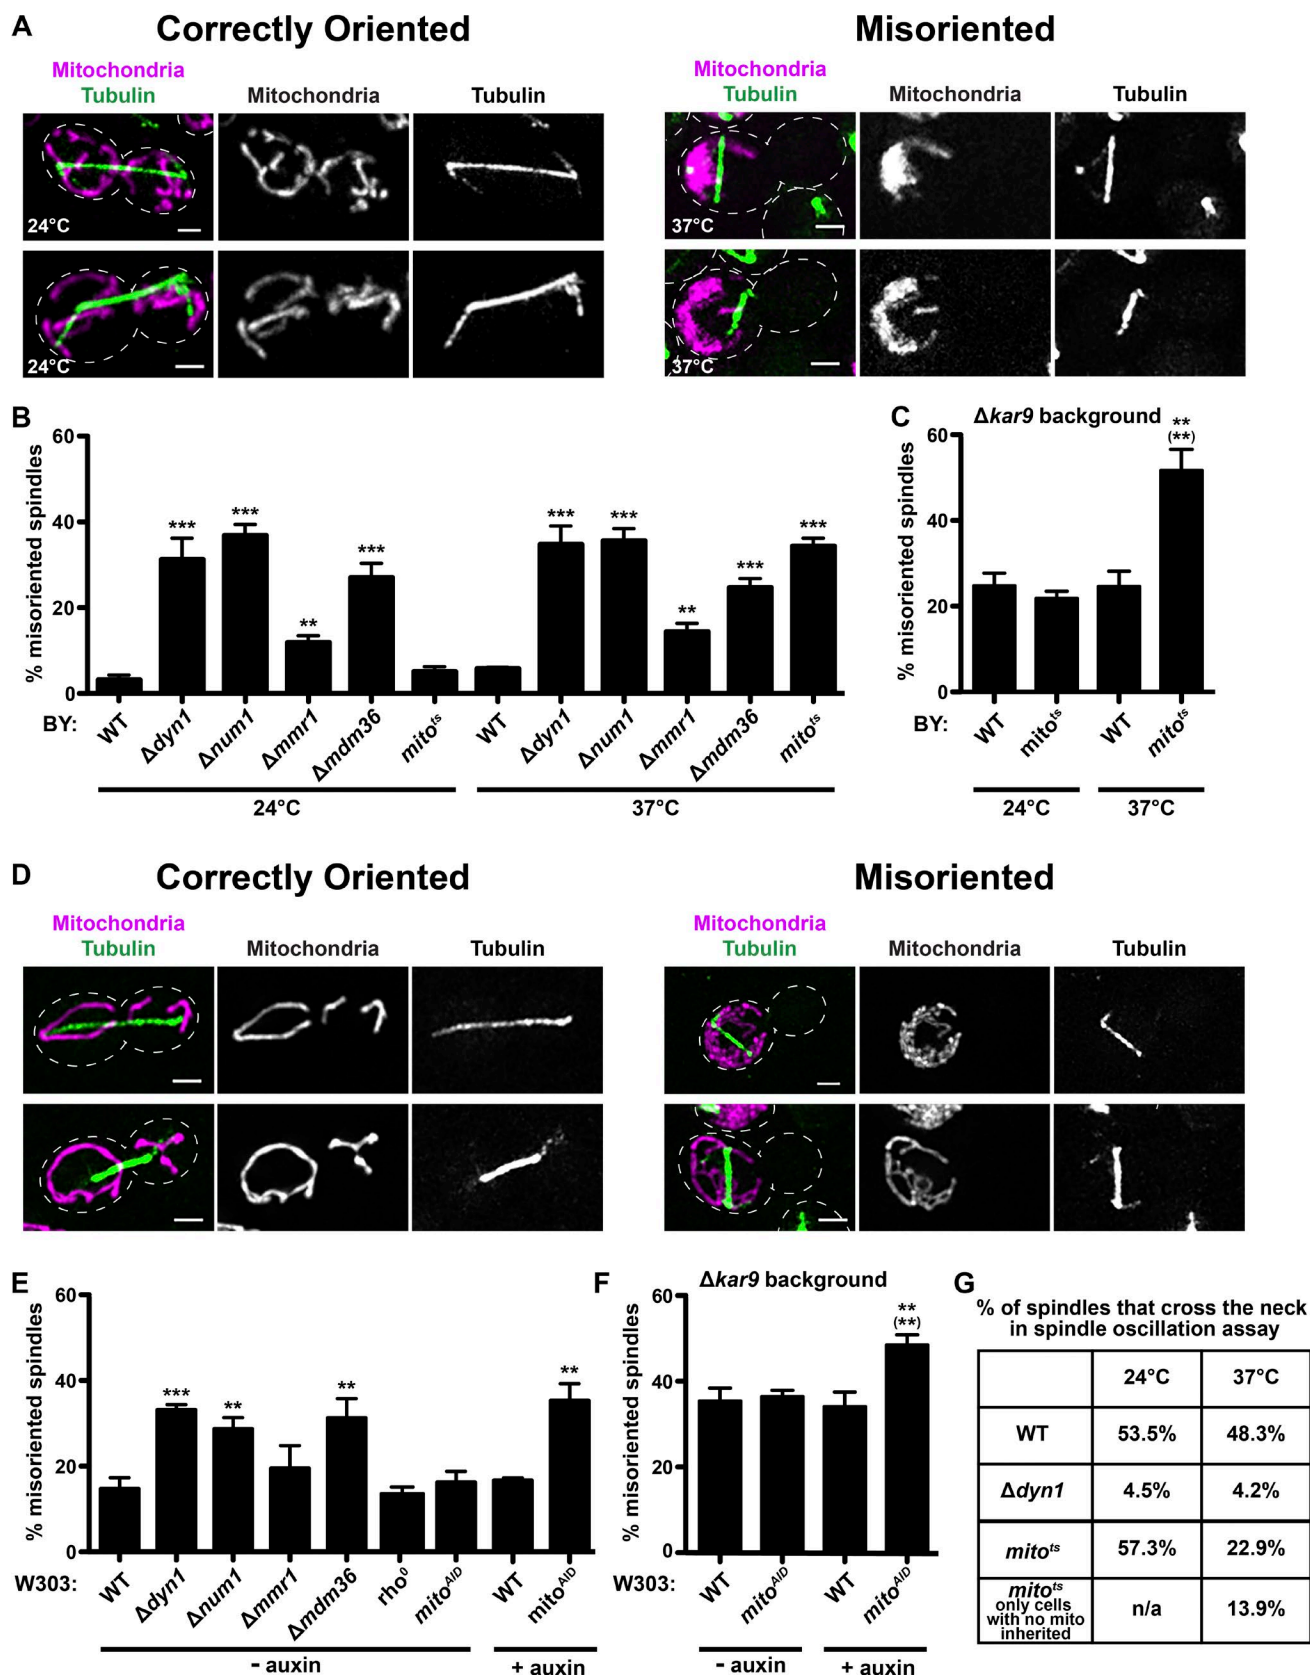 A
Correctly Oriented
Misoriented
Mitochondria
Tubulin
Mitochondria
Tubulin
Mitochondria
Tubulin
Mitochondria
Tubulin
24°C
37°C
24°C
37°C
B
60
40
20
0
% misoriented spindles
***
***
**
***
***
***
**
***
***
BY:
WT
Δdyn1
Δnum1
Δmmr1
Δmdm36
mitoᵗˢ
WT
Δdyn1
Δnum1
Δmmr1
Δmdm36
mitoᵗˢ
24°C
37°C
C
Δkar9 background
60
40
20
0
% misoriented spindles
**
(**)
BY:
WT
mitoᵗˢ
WT
mitoᵗˢ
24°C
37°C
D
Correctly Oriented
Misoriented
Mitochondria
Tubulin
Mitochondria
Tubulin
Mitochondria
Tubulin
Mitochondria
Tubulin
E
60
40
20
0
% misoriented spindles
***
**
**
**
W303:
WT
Δdyn1
Δnum1
Δmmr1
Δmdm36
rho⁰
mitoᴬᴵᴰ
WT
mitoᴬᴵᴰ
- auxin
+ auxin
F
Δkar9 background
60
40
20
0
% misoriented spindles
**
(**)
W303:
WT
mitoᴬᴵᴰ
WT
mitoᴬᴵᴰ
- auxin
+ auxin
G
% of spindles that cross the neck
in spindle oscillation assay
24°C 37°C
WT 53.5% 48.3%
Δdyn1 4.5% 4.2%
mitoᵗˢ 57.3% 22.9%
mitoᵗˢ
only cells
with no mito
inherited
n/a 13.9%